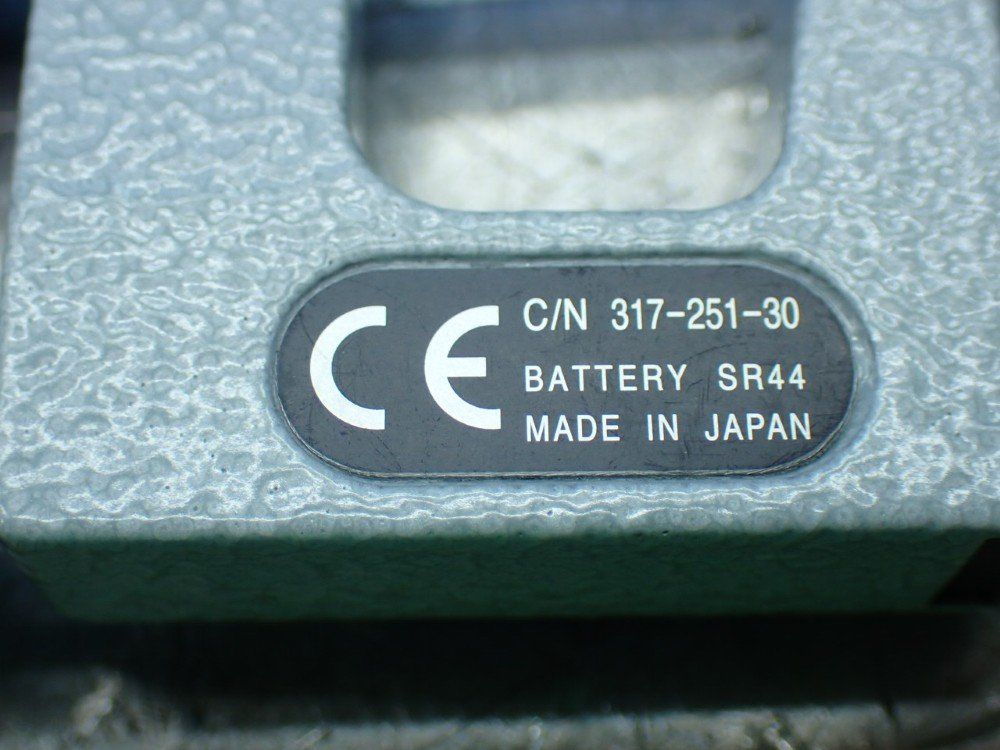 CE
C/N 317-251-30
BATTERY SR44
MADE IN JAPAN